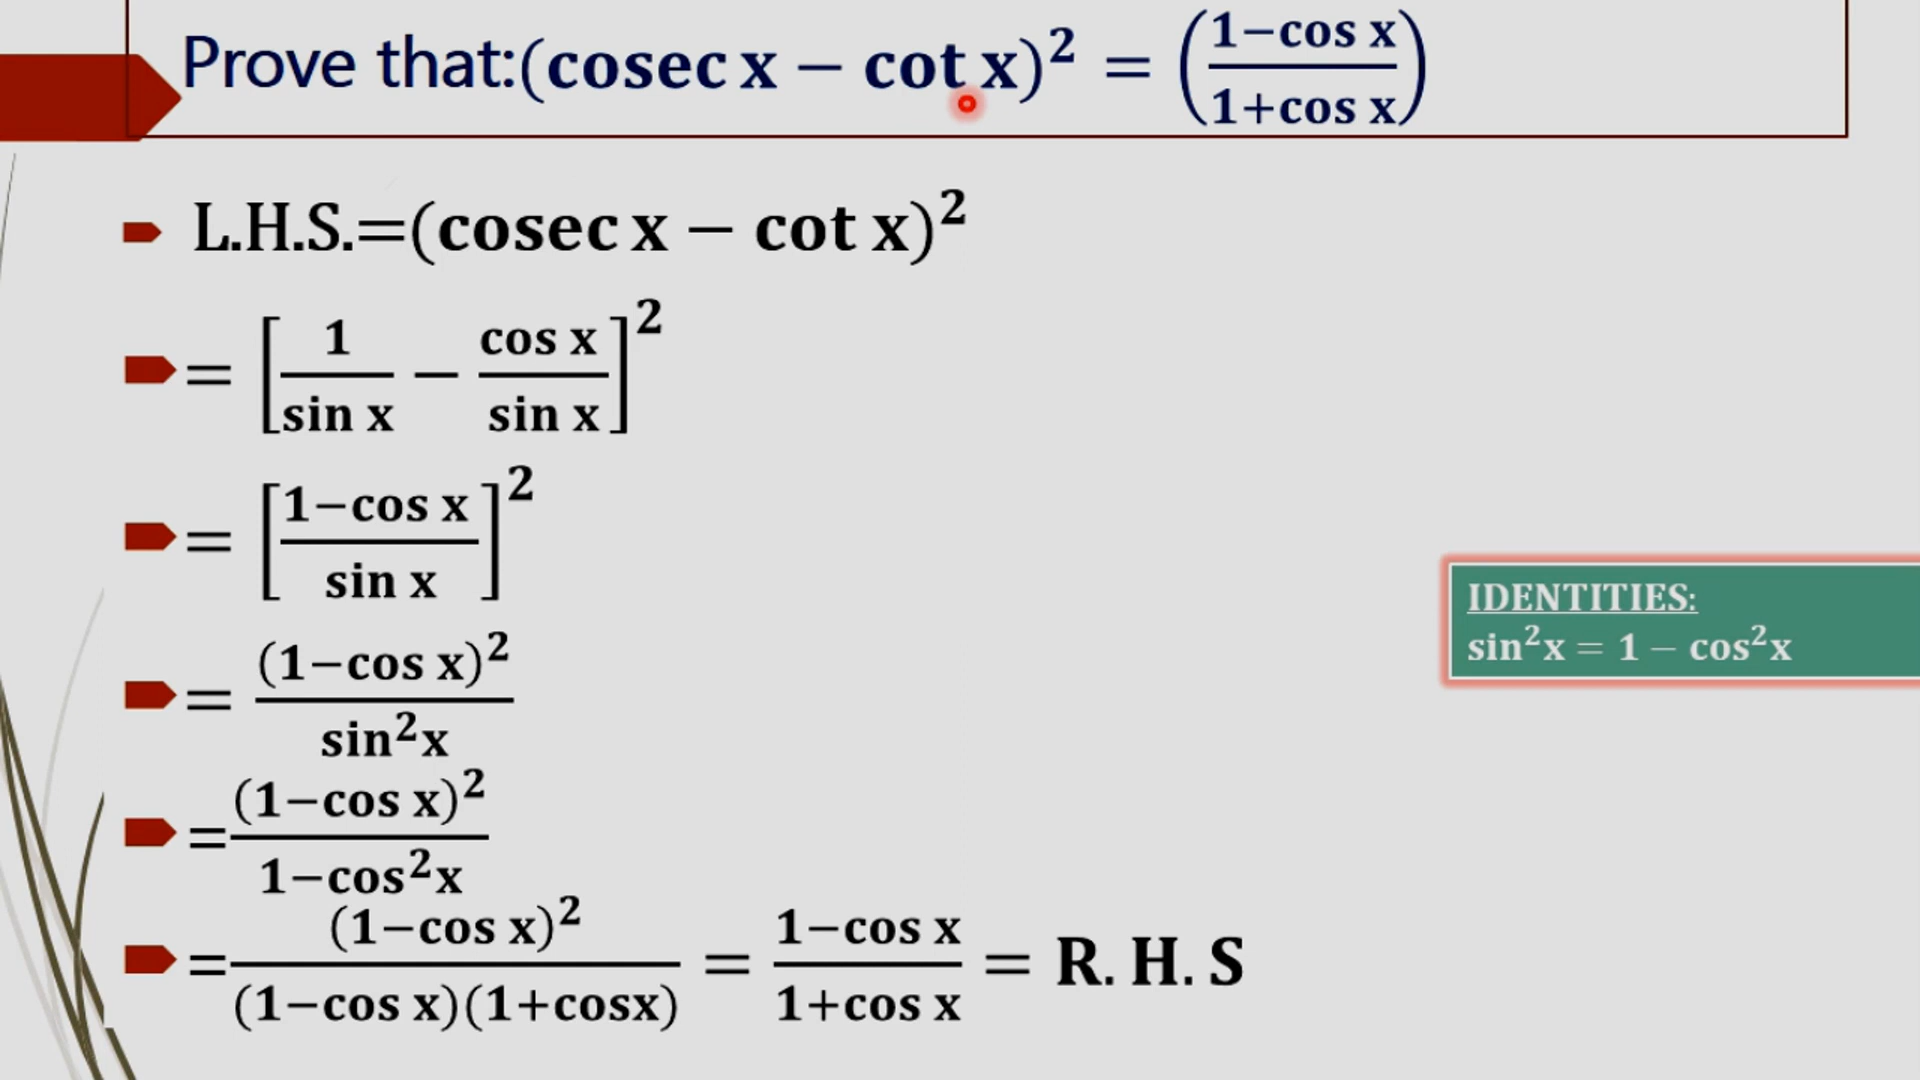 Prove that:(cosec x − cot x)² = ((1−cos x)/(1+cos x))
L.H.S.=(cosec x − cot x)²
= [1/sin x − cos x/sin x]²
= [(1−cos x)/sin x]²
= (1−cos x)²/sin²x
=(1−cos x)²/(1−cos²x)
=(1−cos x)²/((1−cos x)(1+cosx)) = (1−cos x)/(1+cos x) = R. H. S
IDENTITIES:
sin²x = 1 − cos²x